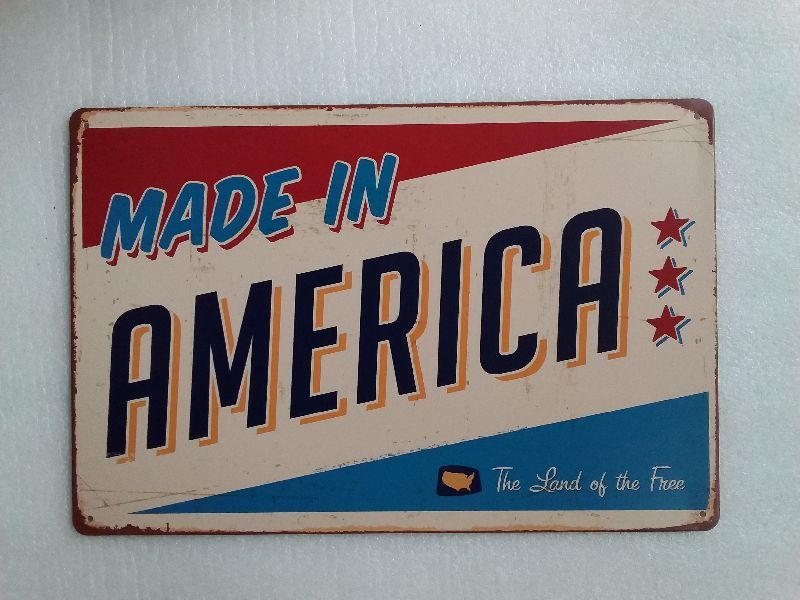 MADE IN
AMERICA
The Land of the Free